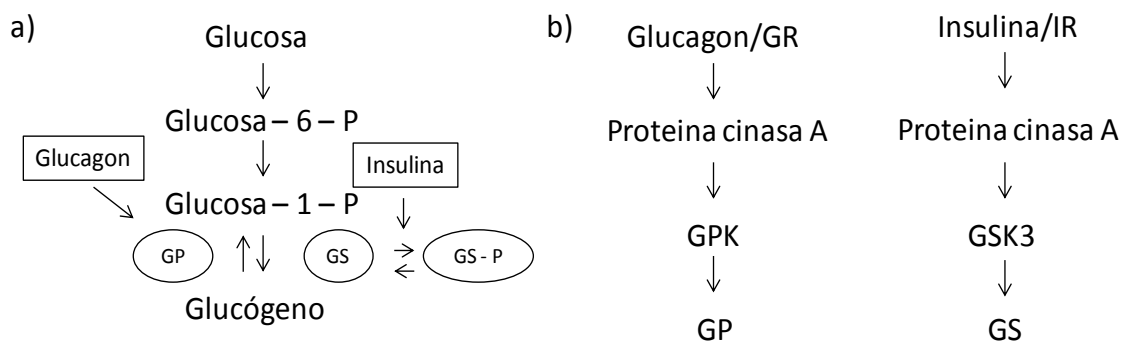 a)
Glucosa
Glucosa – 6 – P
Glucagon
Insulina
Glucosa – 1 – P
GP
GS
GS - P
Glucógeno
b)
Glucagon/GR
Proteina cinasa A
GPK
GP
Insulina/IR
Proteina cinasa A
GSK3
GS